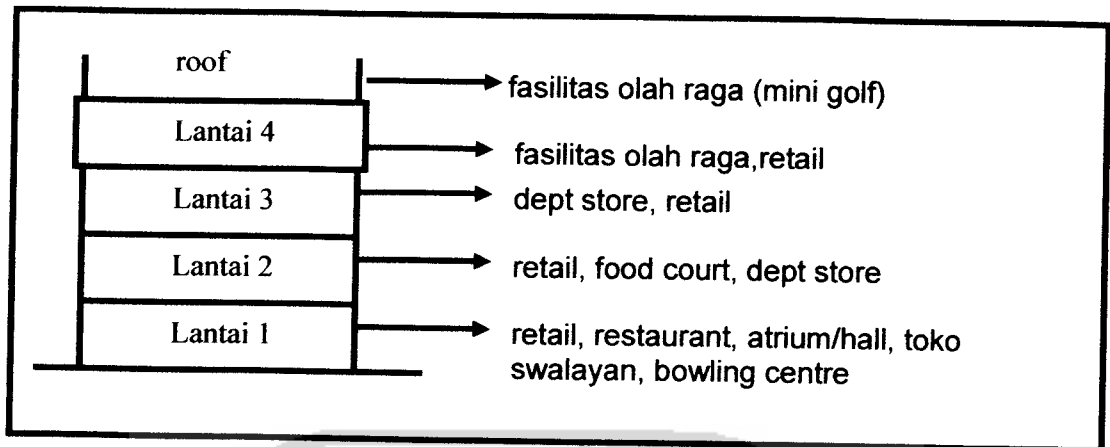 roof
fasilitas olah raga (mini golf)
Lantai 4
fasilitas olah raga,retail
Lantai 3
dept store, retail
Lantai 2
retail, food court, dept store
Lantai 1
retail, restaurant, atrium/hall, toko
swalayan, bowling centre